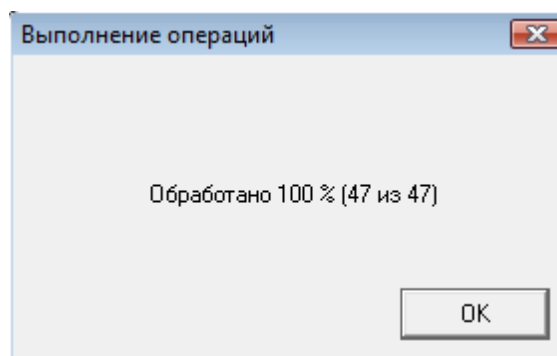 Выполнение операций
Обработано 100 % (47 из 47)
OK